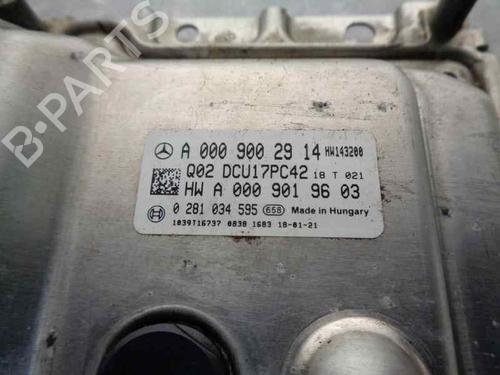 B-PARTS
A 000 900 29 14 HW143200
Q02 DCU17PC42 18 T 021
HW A 000 901 96 03
0 281 034 595 658 Made in Hungary
1039T16737 0838 1683 18-01-21